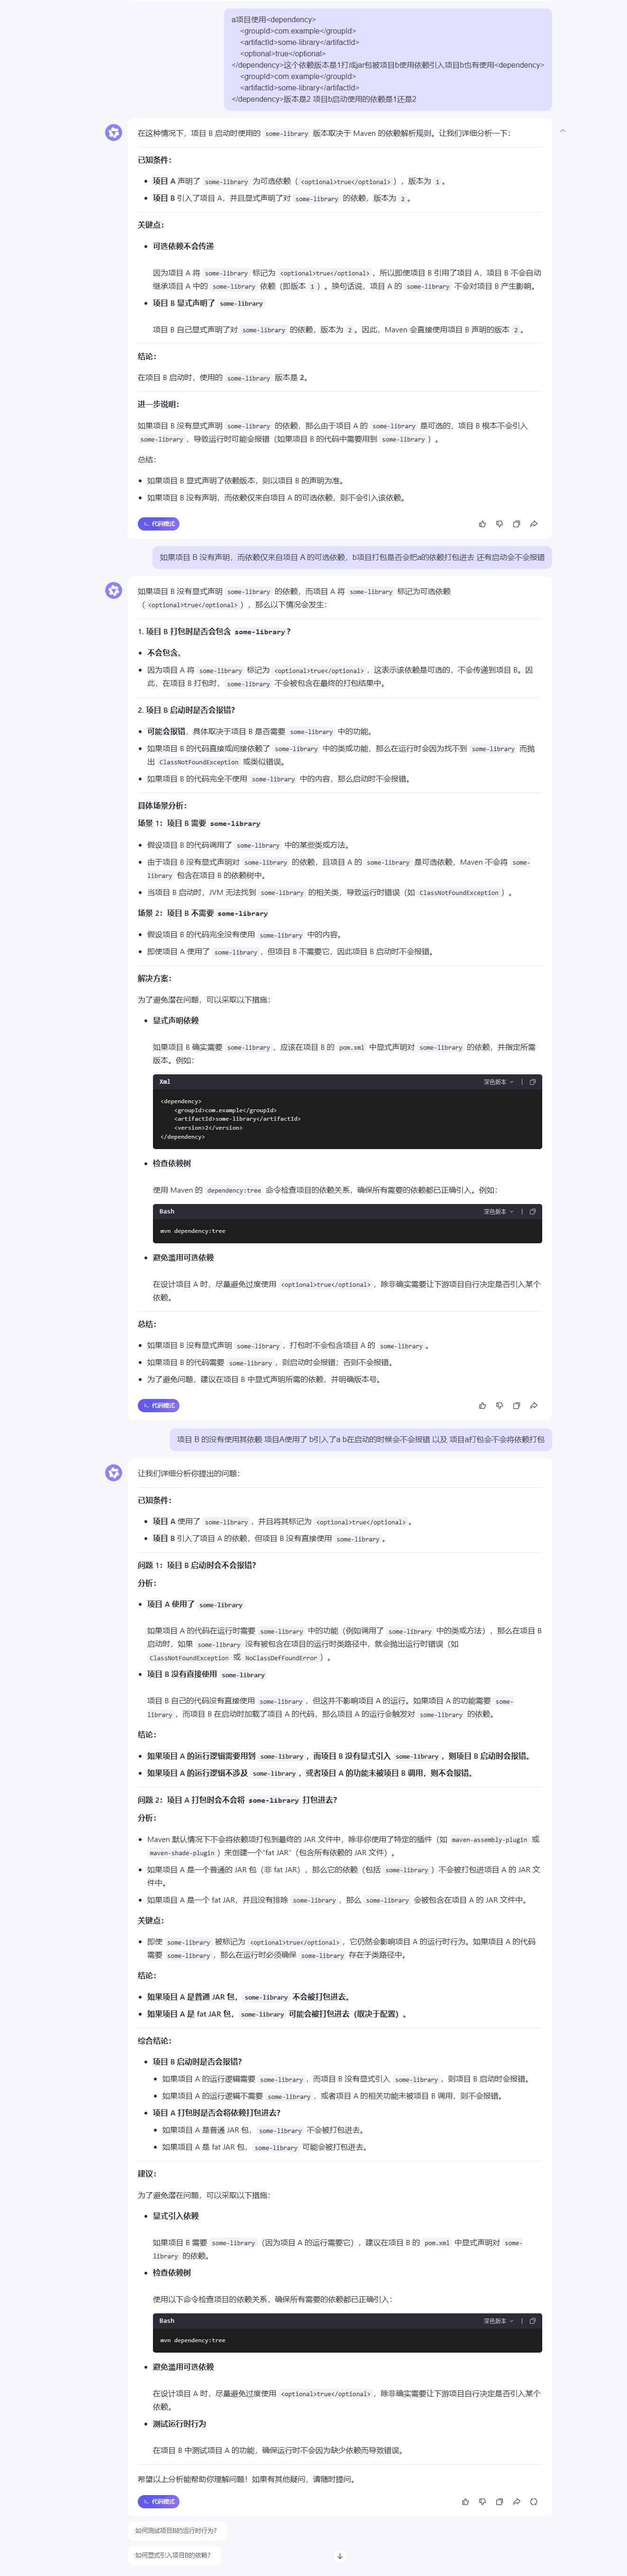 a项目使用<dependency>
<groupId>com.example</groupId>
<artifactId>some-library</artifactId>
<optional>true</optional>
</dependency>这个依赖版本是1打成jar包被项目b使用依赖引入项目b也有使用<dependency>
<groupId>com.example</groupId>
<artifactId>some-library</artifactId>
</dependency>版本是2 项目b启动使用的依赖是1还是2
在这种情况下，项目 B 启动时使用的 some-library 版本取决于 Maven 的依赖解析规则。让我们详细分析一下：
已知条件：
• 项目 A 声明了 some-library 为可选依赖（<optional>true</optional>），版本为 1。
• 项目 B 引入了项目 A，并且显式声明了对 some-library 的依赖，版本为 2。
关键点：
• 可选依赖不会传递
因为项目 A 将 some-library 标记为 <optional>true</optional>，所以即使项目 B 引用了项目 A，项目 B 不会自动
继承项目 A 中的 some-library 依赖（即版本 1）。换句话说，项目 A 的 some-library 不会对项目 B 产生影响。
• 项目 B 显式声明了 some-library
项目 B 自己显式声明了对 some-library 的依赖，版本为 2。因此，Maven 会直接使用项目 B 声明的版本 2。
结论：
在项目 B 启动时，使用的 some-library 版本是 2。
进一步说明：
如果项目 B 没有显式声明 some-library 的依赖，那么由于项目 A 的 some-library 是可选的，项目 B 根本不会引入
some-library，导致运行时可能会报错（如果项目 B 的代码中需要用到 some-library）。
总结：
• 如果项目 B 显式声明了依赖版本，则以项目 B 的声明为准。
• 如果项目 B 没有声明，而依赖仅来自项目 A 的可选依赖，则不会引入该依赖。
代码模式
如果项目 B 没有声明，而依赖仅来自项目 A 的可选依赖，b项目打包是否会把a的依赖打包进去 还有启动会不会报错
如果项目 B 没有显式声明 some-library 的依赖，而项目 A 将 some-library 标记为可选依赖
（<optional>true</optional>），那么以下情况会发生：
1. 项目 B 打包时是否会包含 some-library？
• 不会包含。
• 因为项目 A 将 some-library 标记为 <optional>true</optional>，这表示该依赖是可选的，不会传递到项目 B。因
此，在项目 B 打包时，some-library 不会被包含在最终的打包结果中。
2. 项目 B 启动时是否会报错？
• 可能会报错，具体取决于项目 B 是否需要 some-library 中的功能。
• 如果项目 B 的代码直接或间接依赖了 some-library 中的类或功能，那么在运行时会因为找不到 some-library 而抛
出 ClassNotFoundException 或类似错误。
• 如果项目 B 的代码完全不使用 some-library 中的内容，那么启动时不会报错。
具体场景分析：
场景 1：项目 B 需要 some-library
• 假设项目 B 的代码调用了 some-library 中的某些类或方法。
• 由于项目 B 没有显式声明对 some-library 的依赖，且项目 A 的 some-library 是可选依赖，Maven 不会将 some-
library 包含在项目 B 的依赖树中。
• 当项目 B 启动时，JVM 无法找到 some-library 的相关类，导致运行时错误（如 ClassNotFoundException）。
场景 2：项目 B 不需要 some-library
• 假设项目 B 的代码完全没有使用 some-library 中的内容。
• 即使项目 A 使用了 some-library，但项目 B 不需要它，因此项目 B 启动时不会报错。
解决方案：
为了避免潜在问题，可以采取以下措施：
• 显式声明依赖
如果项目 B 确实需要 some-library，应该在项目 B 的 pom.xml 中显式声明对 some-library 的依赖，并指定所需
版本。例如：
Xml 深色版本
<dependency>
<groupId>com.example</groupId>
<artifactId>some-library</artifactId>
<version>2</version>
</dependency>
• 检查依赖树
使用 Maven 的 dependency:tree 命令检查项目的依赖关系，确保所有需要的依赖都已正确引入。例如：
Bash 深色版本
mvn dependency:tree
• 避免滥用可选依赖
在设计项目 A 时，尽量避免过度使用 <optional>true</optional>，除非确实需要让下游项目自行决定是否引入某个
依赖。
总结：
• 如果项目 B 没有显式声明 some-library，打包时不会包含项目 A 的 some-library。
• 如果项目 B 的代码需要 some-library，则启动时会报错；否则不会报错。
• 为了避免问题，建议在项目 B 中显式声明所需的依赖，并明确版本号。
代码模式
项目 B 的没有使用其依赖 项目A使用了 b引入了a b在启动的时候会不会报错 以及 项目a打包会不会将依赖打包
让我们详细分析你提出的问题：
已知条件：
• 项目 A 使用了 some-library，并且将其标记为 <optional>true</optional>。
• 项目 B 引入了项目 A 的依赖，但项目 B 没有直接使用 some-library。
问题 1：项目 B 启动时会不会报错？
分析：
• 项目 A 使用了 some-library
如果项目 A 的代码在运行时需要 some-library 中的功能（例如调用了 some-library 中的类或方法），那么在项目 B
启动时，如果 some-library 没有被包含在项目的运行时类路径中，就会抛出运行时错误（如
ClassNotFoundException 或 NoClassDefFoundError）。
• 项目 B 没有直接使用 some-library
项目 B 自己的代码没有直接使用 some-library，但这并不影响项目 A 的运行。如果项目 A 的功能需要 some-
library，而项目 B 在启动时加载了项目 A 的代码，那么项目 A 的运行会触发对 some-library 的依赖。
结论：
• 如果项目 A 的运行逻辑需要用到 some-library，而项目 B 没有显式引入 some-library，则项目 B 启动时会报错。
• 如果项目 A 的运行逻辑不涉及 some-library，或者项目 A 的功能未被项目 B 调用，则不会报错。
问题 2：项目 A 打包时会不会将 some-library 打包进去？
分析：
• Maven 默认情况下不会将依赖项打包到最终的 JAR 文件中，除非你使用了特定的插件（如 maven-assembly-plugin 或
maven-shade-plugin）来创建一个“fat JAR”（包含所有依赖的 JAR 文件）。
• 如果项目 A 是一个普通的 JAR 包（非 fat JAR），那么它的依赖（包括 some-library）不会被打包进项目 A 的 JAR 文
件中。
• 如果项目 A 是一个 fat JAR，并且没有排除 some-library，那么 some-library 会被包含在项目 A 的 JAR 文件中。
关键点：
• 即使 some-library 被标记为 <optional>true</optional>，它仍然会影响项目 A 的运行时行为。如果项目 A 的代码
需要 some-library，那么在运行时必须确保 some-library 存在于类路径中。
结论：
• 如果项目 A 是普通 JAR 包，some-library 不会被打包进去。
• 如果项目 A 是 fat JAR 包，some-library 可能会被打包进去（取决于配置）。
综合结论：
• 项目 B 启动时是否会报错？
• 如果项目 A 的运行逻辑需要 some-library，而项目 B 没有显式引入 some-library，则项目 B 启动时会报错。
• 如果项目 A 的运行逻辑不需要 some-library，或者项目 A 的相关功能未被项目 B 调用，则不会报错。
• 项目 A 打包时是否会将依赖打包进去？
• 如果项目 A 是普通 JAR 包，some-library 不会被打包进去。
• 如果项目 A 是 fat JAR 包，some-library 可能会被打包进去。
建议：
为了避免潜在问题，可以采取以下措施：
• 显式引入依赖
如果项目 B 需要 some-library（因为项目 A 的运行需要它），建议在项目 B 的 pom.xml 中显式声明对 some-
library 的依赖。
• 检查依赖树
使用以下命令检查项目的依赖关系，确保所有需要的依赖都已正确引入：
Bash 深色版本
mvn dependency:tree
• 避免滥用可选依赖
在设计项目 A 时，尽量避免过度使用 <optional>true</optional>，除非确实需要让下游项目自行决定是否引入某个
依赖。
• 测试运行时行为
在项目 B 中测试项目 A 的功能，确保运行时不会因为缺少依赖而导致错误。
希望以上分析能帮助你理解问题！如果有其他疑问，请随时提问。
代码模式
如何测试项目B的运行时行为？
如何显式引入项目B的依赖？